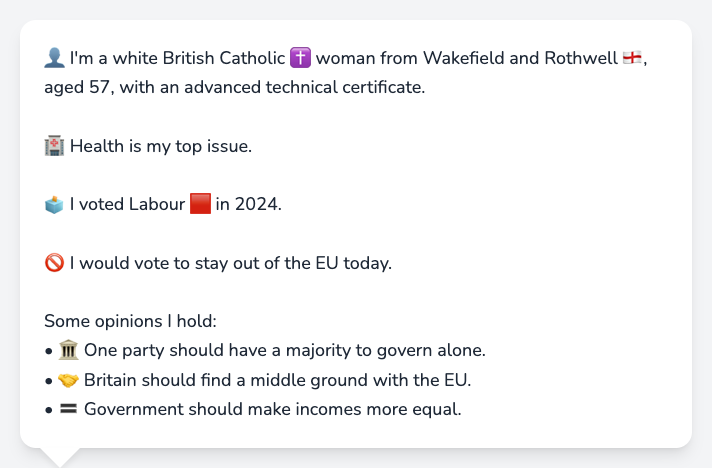 👤 I'm a white British Catholic ✝️ woman from Wakefield and Rothwell 🏴󠁧󠁢󠁥󠁮󠁧󠁿,
aged 57, with an advanced technical certificate.
🏥 Health is my top issue.
🗳️ I voted Labour 🟥 in 2024.
🚫 I would vote to stay out of the EU today.
Some opinions I hold:
• 🏛️ One party should have a majority to govern alone.
• 🤝 Britain should find a middle ground with the EU.
• 🟰 Government should make incomes more equal.